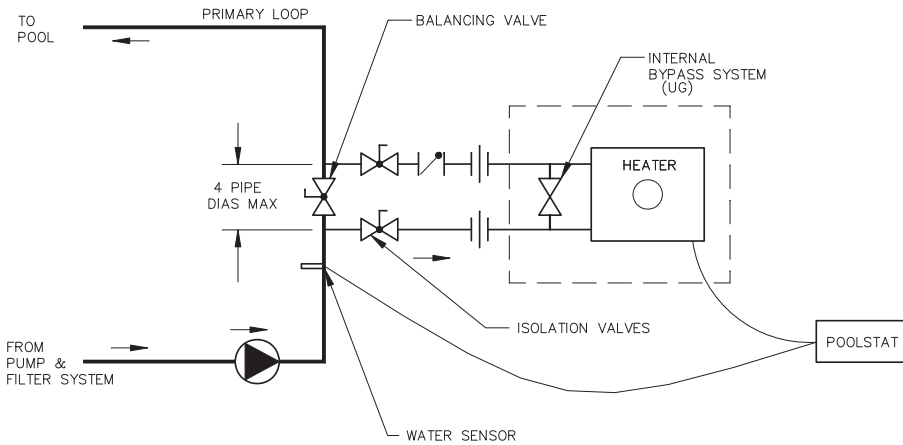 TO
POOL
PRIMARY LOOP
BALANCING VALVE
INTERNAL
BYPASS SYSTEM
(UG)
HEATER
4 PIPE
DIAS MAX
ISOLATION VALVES
POOLSTAT
FROM
PUMP &
FILTER SYSTEM
WATER SENSOR